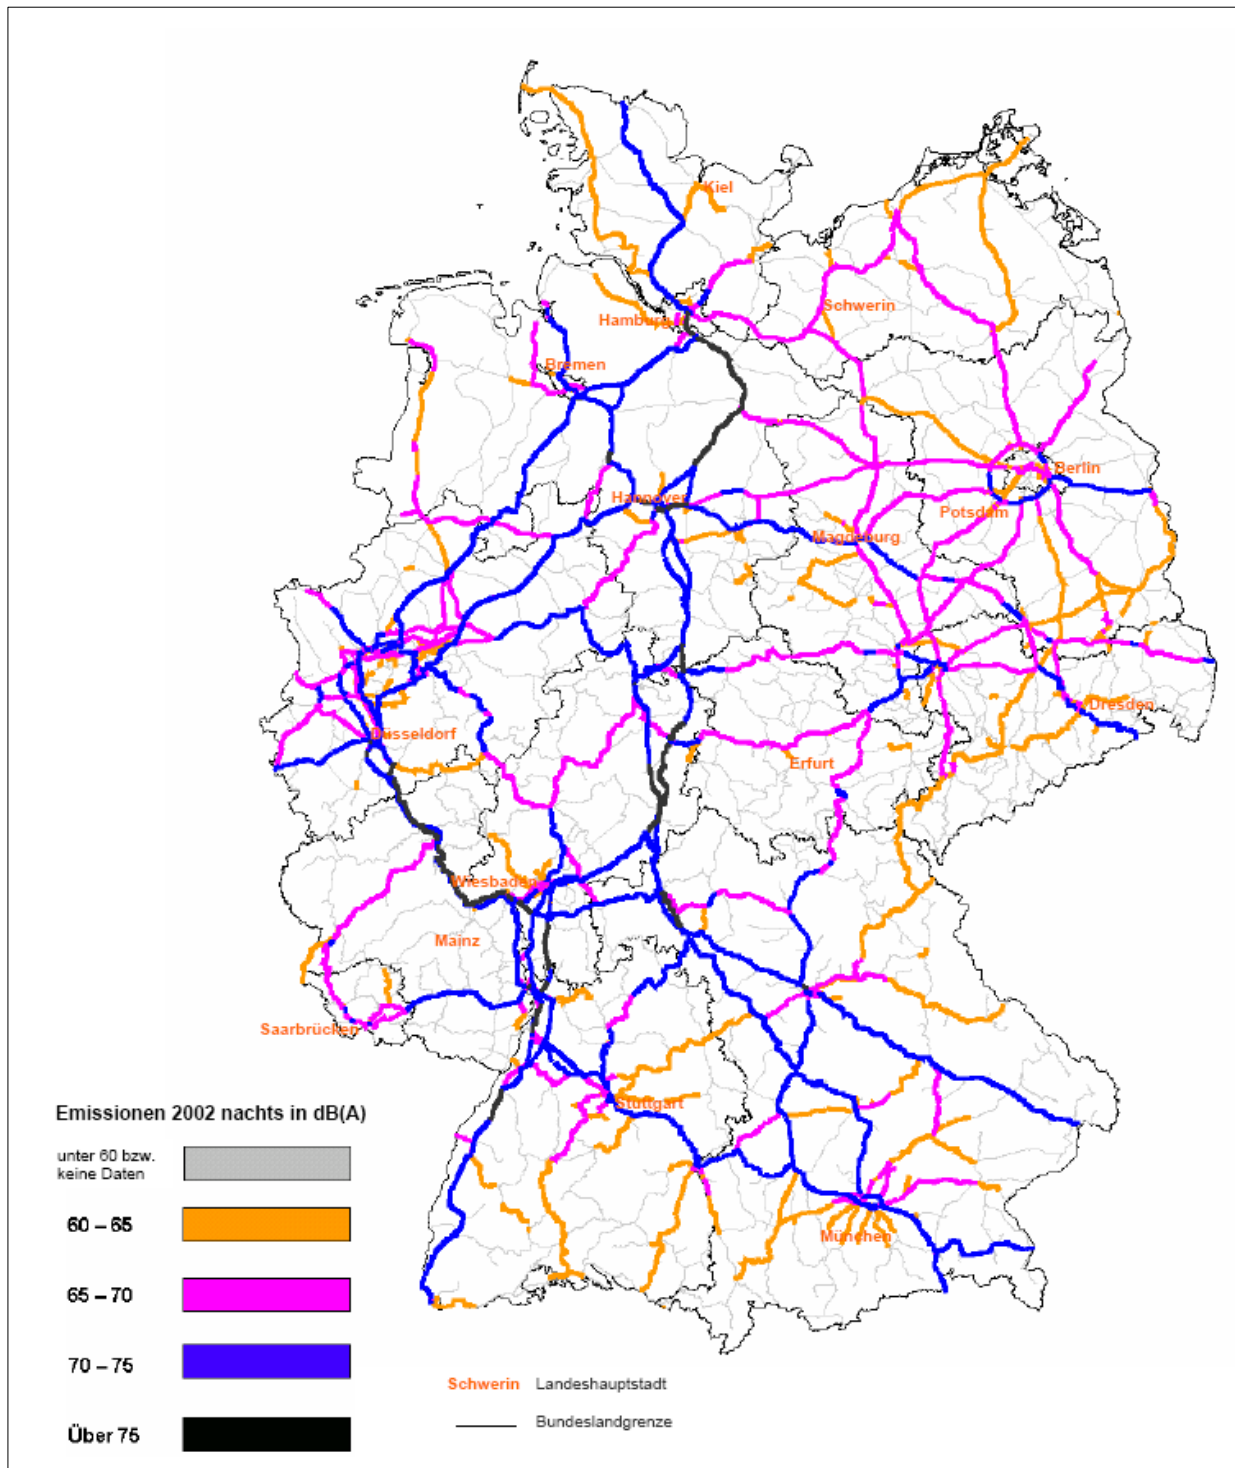 Kiel
Schwerin
Hamburg
Bremen
Berlin
Hannover
Potsdam
Magdeburg
Dresden
Düsseldorf
Erfurt
Wiesbaden
Mainz
Saarbrücken
Stuttgart
München
Emissionen 2002 nachts in dB(A)
unter 60 bzw.
keine Daten
60 – 65
65 – 70
70 – 75
Über 75
Schwerin Landeshauptstadt
Bundeslandgrenze